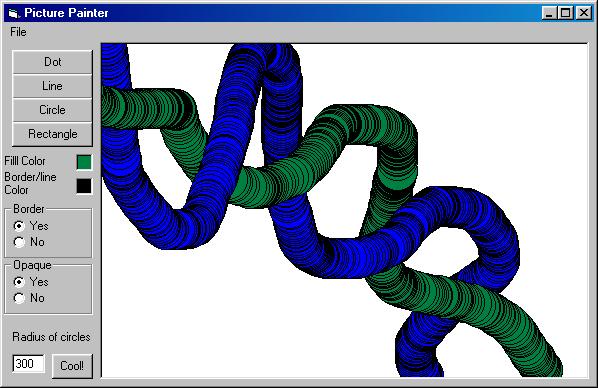 Picture Painter
File
Dot
Line
Circle
Rectangle
Filll Color
Border/line
Color
Border
Yes
No
Opaque
Yes
No
Radius of circles
300
Cool!